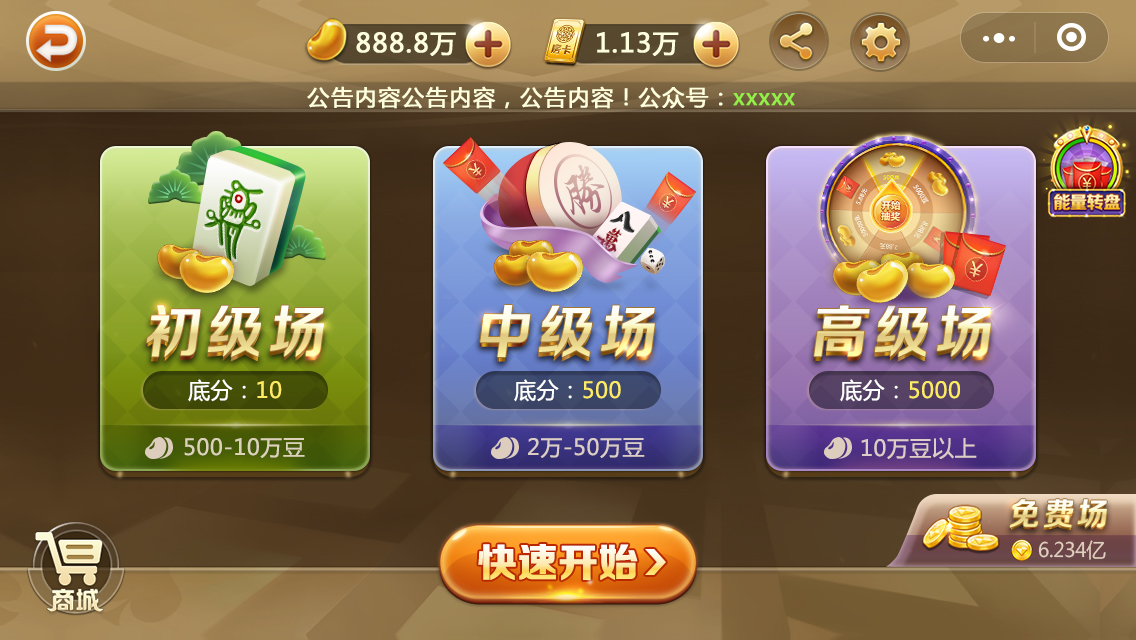 888.8万
房卡
1.13万
公告内容公告内容，公告内容！公众号：xxxxx
勝
八
萬
开始
抽奖
能量转盘
初级场
中级场
高级场
底分：10
底分：500
底分：5000
500-10万豆
2万-50万豆
10万豆以上
免费场
6.234亿
快速开始
商城